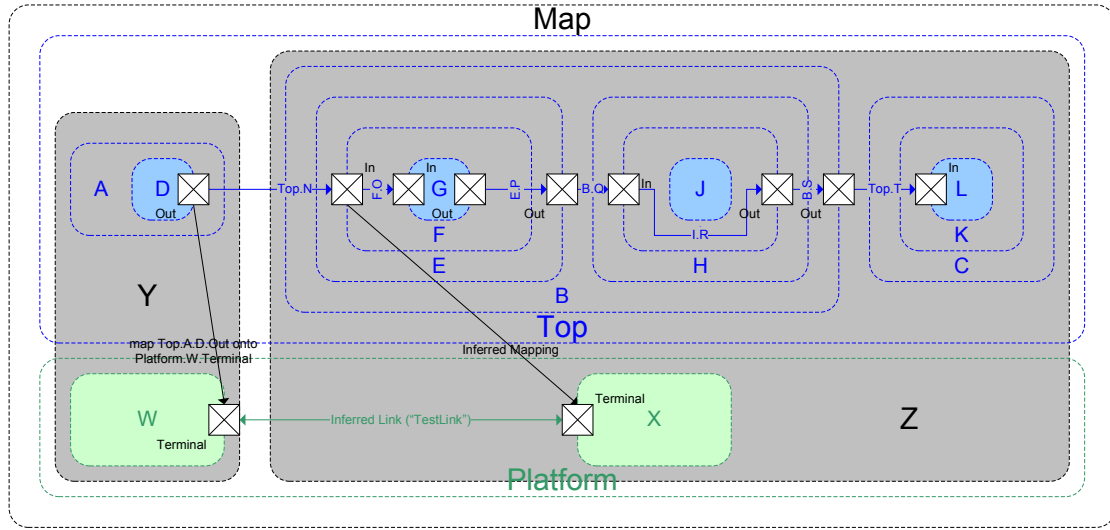 Map
A
D
Out
Top.N
In
F.O
In
G
Out
E.P
Out
B.Q
In
J
I.R
Out
B.S
Out
Top.T
In
L
F
K
E
H
C
B
Y
Top
map Top.A.D.Out onto
Platform.W.Terminal
Inferred Mapping
W
Terminal
Inferred Link (“TestLink”)
Terminal
X
Z
Platform